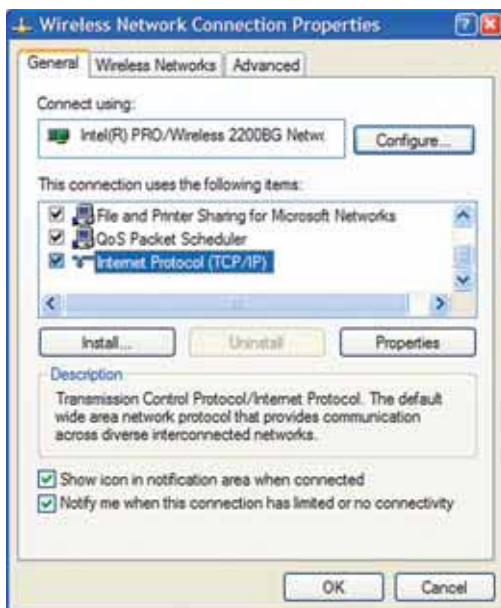 Wireless Network Connection Properties
General Wireless Networks Advanced
Connect using:
Intel(R) PRO/Wireless 2200BG Netwo
Configure...
This connection uses the following items:
File and Printer Sharing for Microsoft Networks
QoS Packet Scheduler
Internet Protocol (TCP/IP)
Install... Uninstall Properties
Description
Transmission Control Protocol/Internet Protocol. The default
wide area network protocol that provides communication
across diverse interconnected networks.
Show icon in notification area when connected
Notify me when this connection has limited or no connectivity
OK Cancel